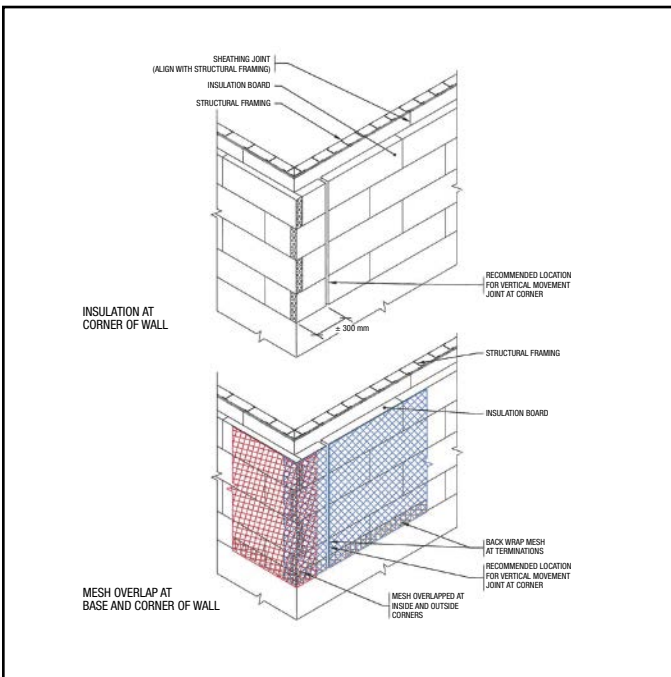 SHEATHING JOINT
(ALIGN WITH STRUCTURAL FRAMING)
INSULATION BOARD
STRUCTURAL FRAMING
RECOMMENDED LOCATION
FOR VERTICAL MOVEMENT
JOINT AT CORNER
INSULATION AT
CORNER OF WALL
± 300 mm
STRUCTURAL FRAMING
INSULATION BOARD
BACK WRAP MESH
AT TERMINATIONS
RECOMMENDED LOCATION
FOR VERTICAL MOVEMENT
JOINT AT CORNER
MESH OVERLAP AT
BASE AND CORNER OF WALL
MESH OVERLAPPED AT
INSIDE AND OUTSIDE
CORNERS